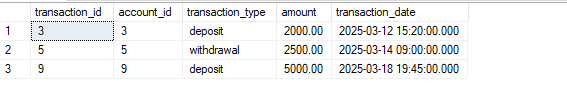 transaction_id account_id transaction_type amount transaction_date
1 3 3 deposit 2000.00 2025-03-12 15:20:00.000
2 5 5 withdrawal 2500.00 2025-03-14 09:00:00.000
3 9 9 deposit 5000.00 2025-03-18 19:45:00.000